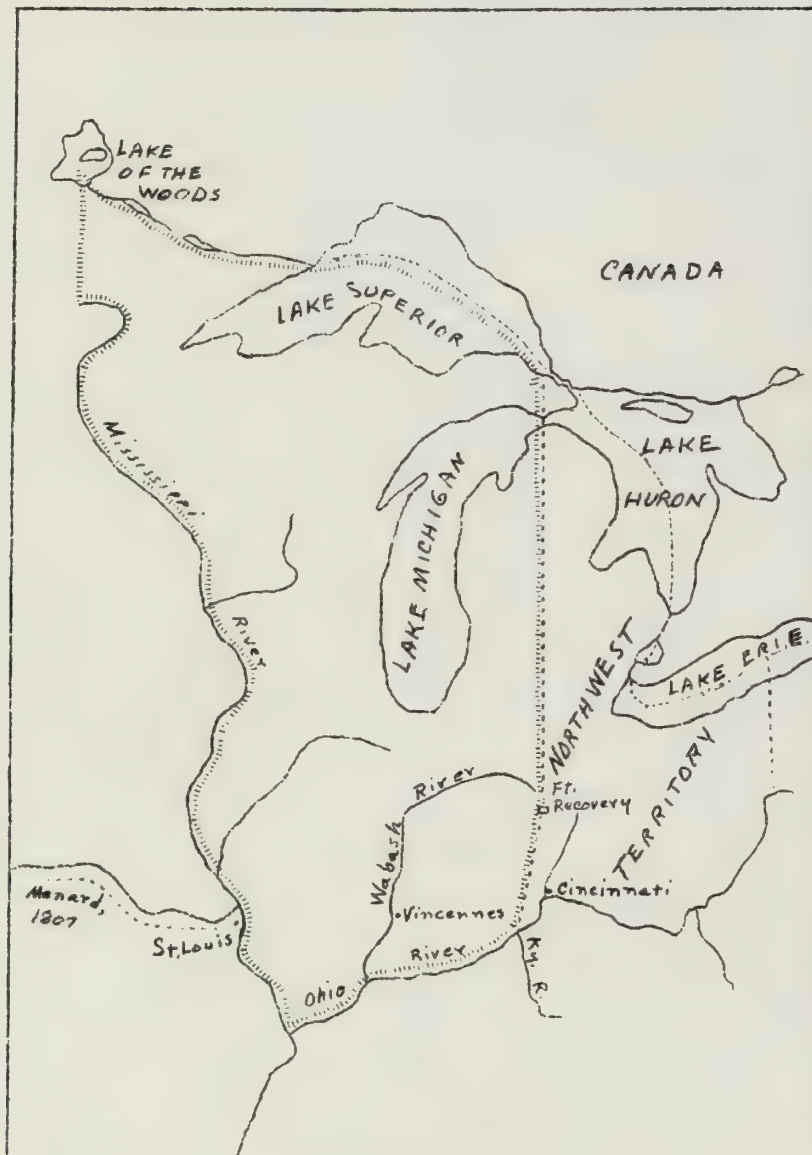 LAKE
OF THE
WOODS
CANADA
LAKE SUPERIOR
LAKE
HURON
LAKE MICHIGAN
Mississippi
River
NORTHWEST
TERRITORY
LAKE ERIE
Ft.
Recovery
Wabash River
Cincinnati
Vincennes
Menard,
1807
St. Louis
Ohio River
Ky. R.